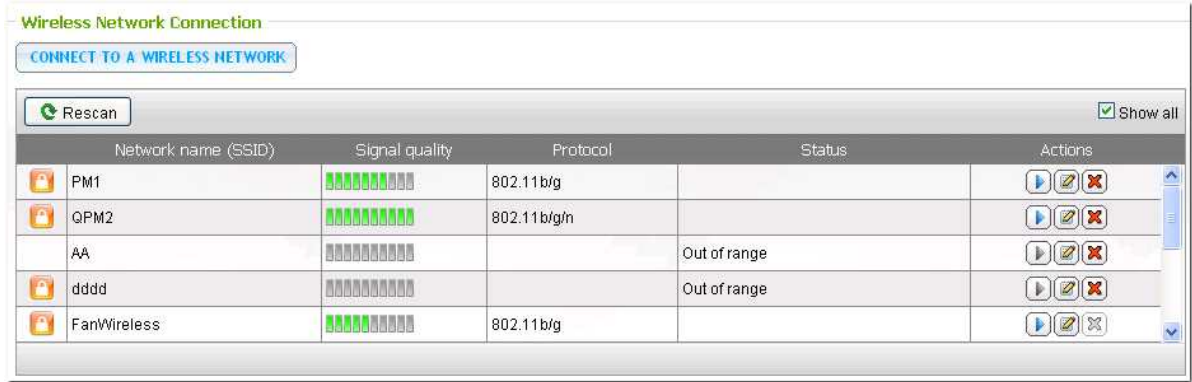 Wireless Network Connection
CONNECT TO A WIRELESS NETWORK
Rescan
Show all
Network name (SSID) Signal quality Protocol Status Actions
PM1 802.11b/g
QPM2 802.11b/g/n
AA Out of range
dddd Out of range
FanWireless 802.11b/g